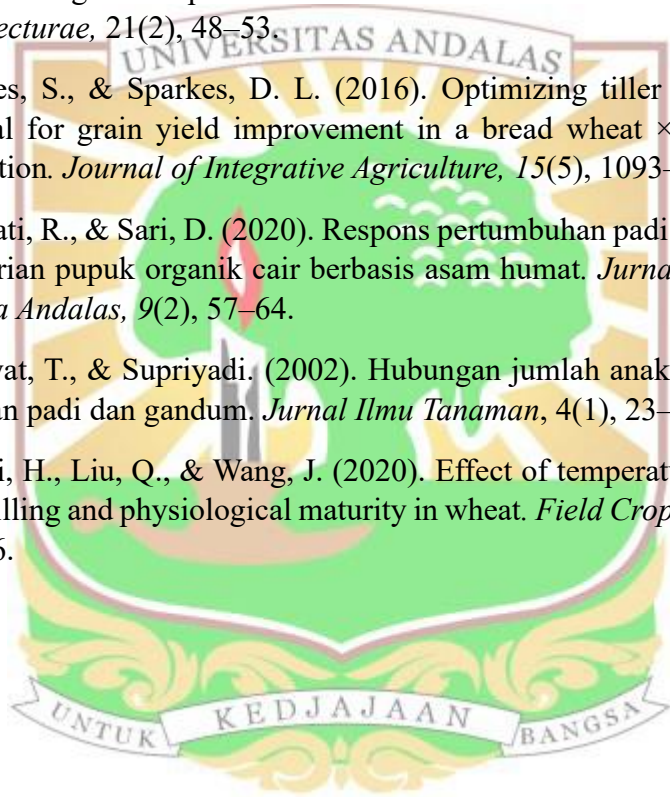 ecturae, 21(2), 48–53.
UNIVERSITAS ANDALAS
es, S., & Sparkes, D. L. (2016). Optimizing tiller
al for grain yield improvement in a bread wheat ×
tion. Journal of Integrative Agriculture, 15(5), 1093–
ati, R., & Sari, D. (2020). Respons pertumbuhan padi
rian pupuk organik cair berbasis asam humat. Jurna
a Andalas, 9(2), 57–64.
vat, T., & Supriyadi. (2002). Hubungan jumlah anak
an padi dan gandum. Jurnal Ilmu Tanaman, 4(1), 23–
i, H., Liu, Q., & Wang, J. (2020). Effect of temperat
illing and physiological maturity in wheat. Field Crop
6.
UNTUK KEDJAJAAN BANGSA